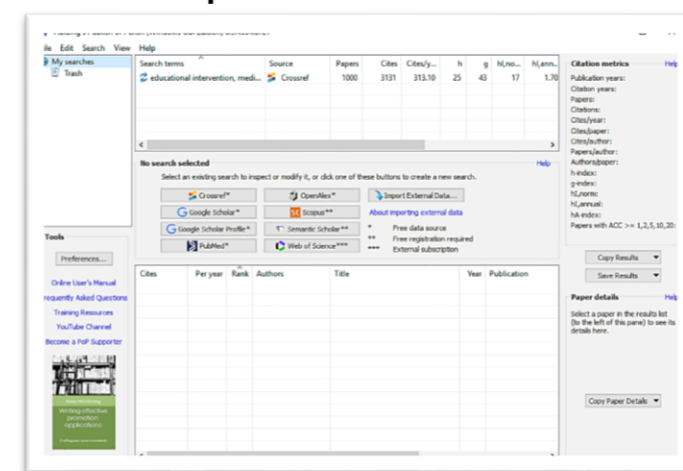 File Edit Search View Help
My searches
Trash
Search terms Source Papers Cites Cites/y... h g hI,no... hI,ann...
educational intervention, medi... Crossref 1000 3131 313.10 25 43 17 1.70
No search selected Help
Select an existing search to inspect or modify it, or click one of these buttons to create a new search.
Crossref* OpenAlex* Import External Data...
Google Scholar* Scopus** About importing external data
Google Scholar Profile* Semantic Scholar** * Free data source
** Free registration required
PubMed* Web of Science*** *** External subscription
Tools
Preferences...
Online User's Manual
Frequently Asked Questions
Training Resources
YouTube Channel
Become a PoP Supporter
Writing effective
promotion
applications
Cites Per year Rank Authors Title Year Publication
Citation metrics Help
Publication years:
Citation years:
Papers:
Citations:
Cites/year:
Cites/paper:
Cites/author:
Papers/author:
Authors/paper:
h-index:
g-index:
hI,norm:
hI,annual:
hA-index:
Papers with ACC >= 1,2,5,10,20:
Copy Results
Save Results
Paper details Help
Select a paper in the results list
(to the left of this pane) to see its
details here.
Copy Paper Details